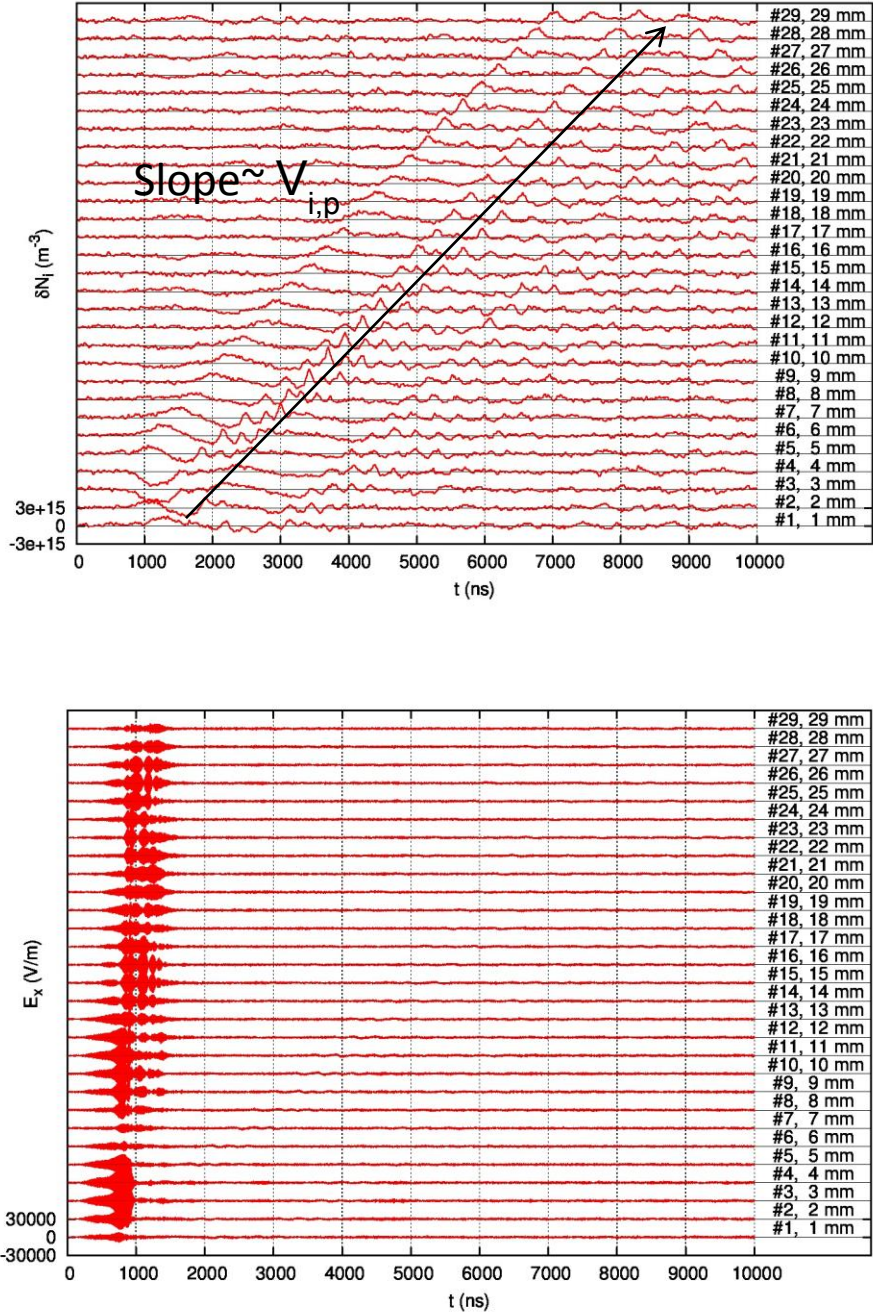 #29, 29 mm
#28, 28 mm
#27, 27 mm
#26, 26 mm
#25, 25 mm
#24, 24 mm
#23, 23 mm
#22, 22 mm
#21, 21 mm
#20, 20 mm
#19, 19 mm
#18, 18 mm
#17, 17 mm
#16, 16 mm
#15, 15 mm
#14, 14 mm
#13, 13 mm
#12, 12 mm
#11, 11 mm
#10, 10 mm
#9, 9 mm
#8, 8 mm
#7, 7 mm
#6, 6 mm
#5, 5 mm
#4, 4 mm
#3, 3 mm
#2, 2 mm
#1, 1 mm
Slope~ V i,p
δN i (m -3)
3e+15
0
-3e+15
0 1000 2000 3000 4000 5000 6000 7000 8000 9000 10000
t (ns)
#29, 29 mm
#28, 28 mm
#27, 27 mm
#26, 26 mm
#25, 25 mm
#24, 24 mm
#23, 23 mm
#22, 22 mm
#21, 21 mm
#20, 20 mm
#19, 19 mm
#18, 18 mm
#17, 17 mm
#16, 16 mm
#15, 15 mm
#14, 14 mm
#13, 13 mm
#12, 12 mm
#11, 11 mm
#10, 10 mm
#9, 9 mm
#8, 8 mm
#7, 7 mm
#6, 6 mm
#5, 5 mm
#4, 4 mm
#3, 3 mm
#2, 2 mm
#1, 1 mm
E x (V/m)
30000
0
-30000
0 1000 2000 3000 4000 5000 6000 7000 8000 9000 10000
t (ns)